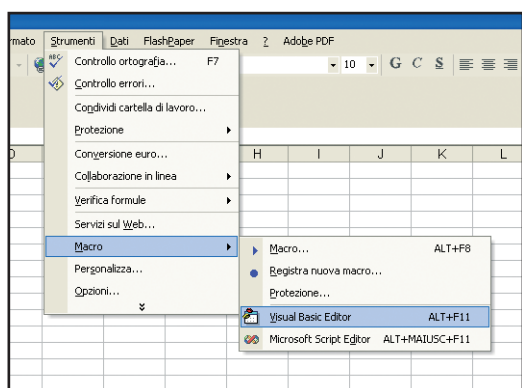 rmato Strumenti Dati FlashPaper Finestra ? Adobe PDF
10 G C S
ABC Controllo ortografia... F7
Controllo errori...
Condividi cartella di lavoro...
Protezione
Conversione euro...
Collaborazione in linea
Verifica formule
Servizi sul Web...
Macro
Personalizza...
Opzioni...
D H I J K L
Macro... ALT+F8
Registra nuova macro...
Protezione...
Visual Basic Editor ALT+F11
Microsoft Script Editor ALT+MAIUSC+F11